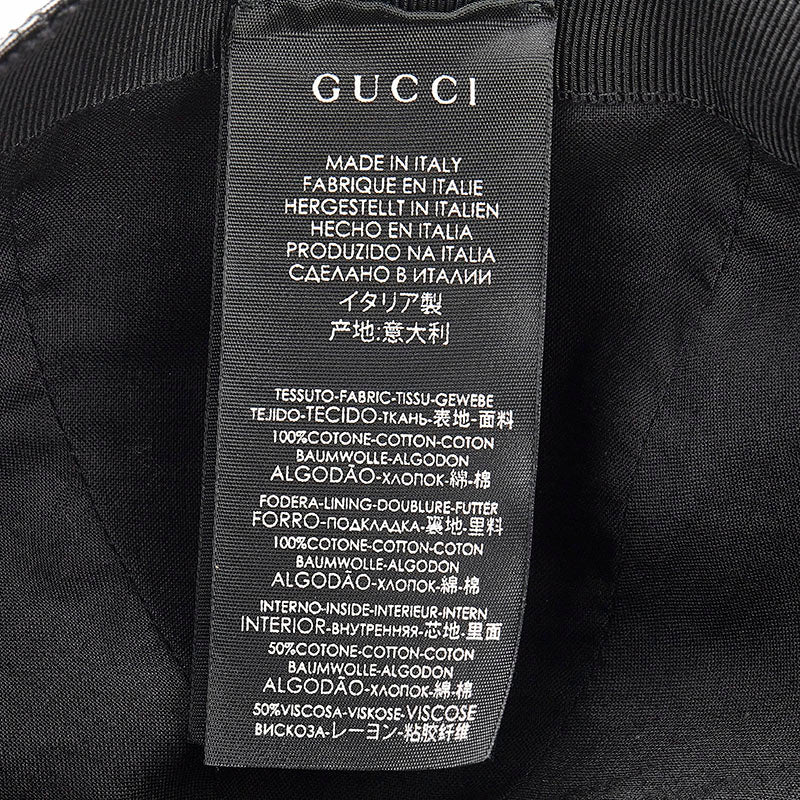 GUCCI
MADE IN ITALY
FABRIQUE EN ITALIE
HERGESTELLT IN ITALIEN
HECHO EN ITALIA
PRODUZIDO NA ITALIA
СДЕЛАНО В ИТАЛИИ
イタリア製
产地:意大利
TESSUTO-FABRIC-TISSU-GEWEBE
TEJIDO-TECIDO-ТКАНЬ-表地-面料
100%COTONE-COTTON-COTON
BAUMWOLLE-ALGODON
ALGODÃO-ХЛОПОК-綿-棉
FODERA-LINING-DOUBLURE-FUTTER
FORRO-ПОДКЛАДКА-裏地-里料
100%COTONE-COTTON-COTON
BAUMWOLLE-ALGODON
ALGODÃO-ХЛОПОК-綿-棉
INTERNO-INSIDE-INTERIEUR-INTERN
INTERIOR-ВНУТРЕННЯЯ-芯地-里面
50%COTONE-COTTON-COTON
BAUMWOLLE-ALGODON
ALGODÃO-ХЛОПОК-綿-棉
50%VISCOSA-VISKOSE-VISCOSE
ВИСКОЗА-レーヨン-粘胶纤维